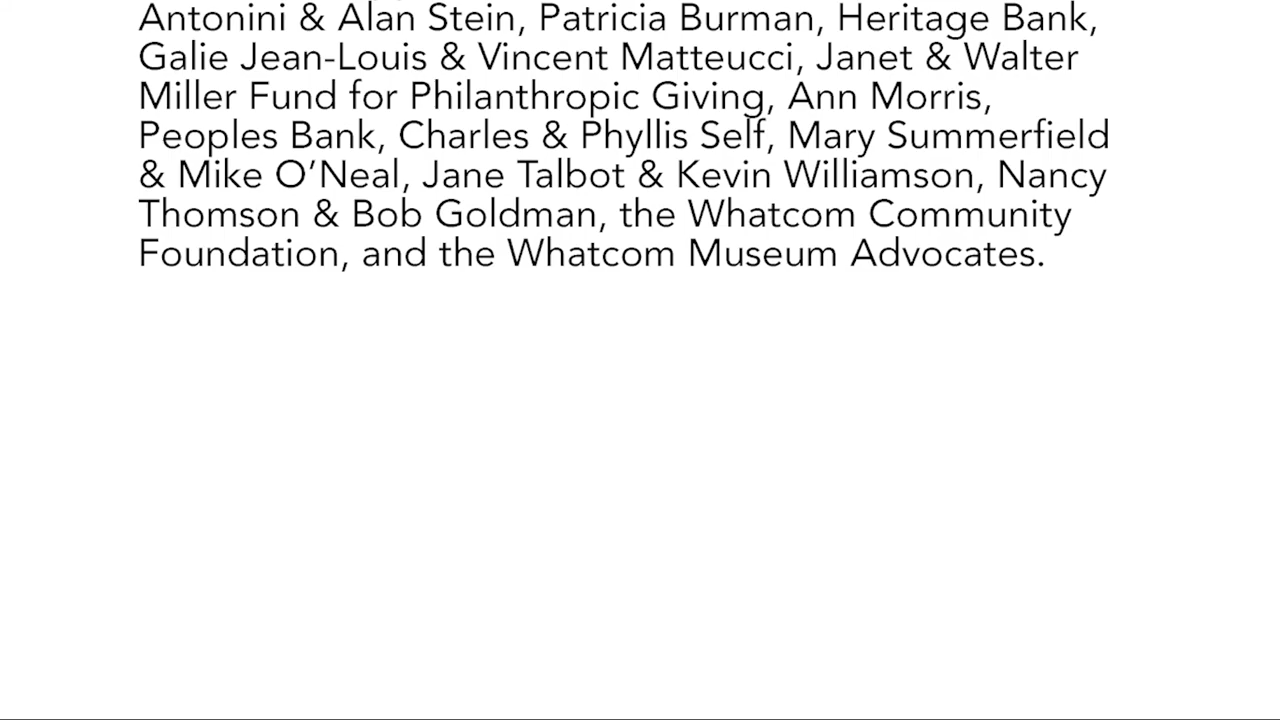 Antonini & Alan Stein, Patricia Burman, Heritage Bank,
Galie Jean-Louis & Vincent Matteucci, Janet & Walter
Miller Fund for Philanthropic Giving, Ann Morris,
Peoples Bank, Charles & Phyllis Self, Mary Summerfield
& Mike O’Neal, Jane Talbot & Kevin Williamson, Nancy
Thomson & Bob Goldman, the Whatcom Community
Foundation, and the Whatcom Museum Advocates.